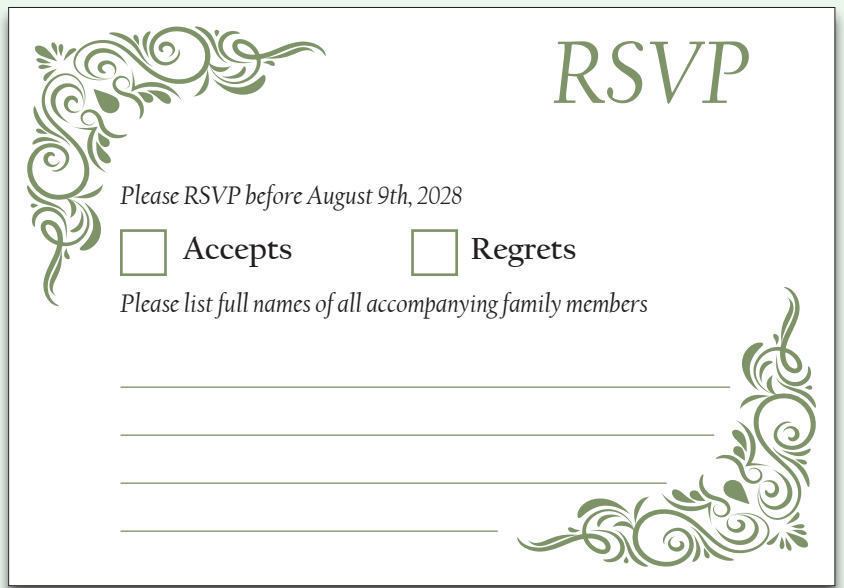 RSVP
Please RSVP before August 9th, 2028
Accepts
Regrets
Please list full names of all accompanying family members